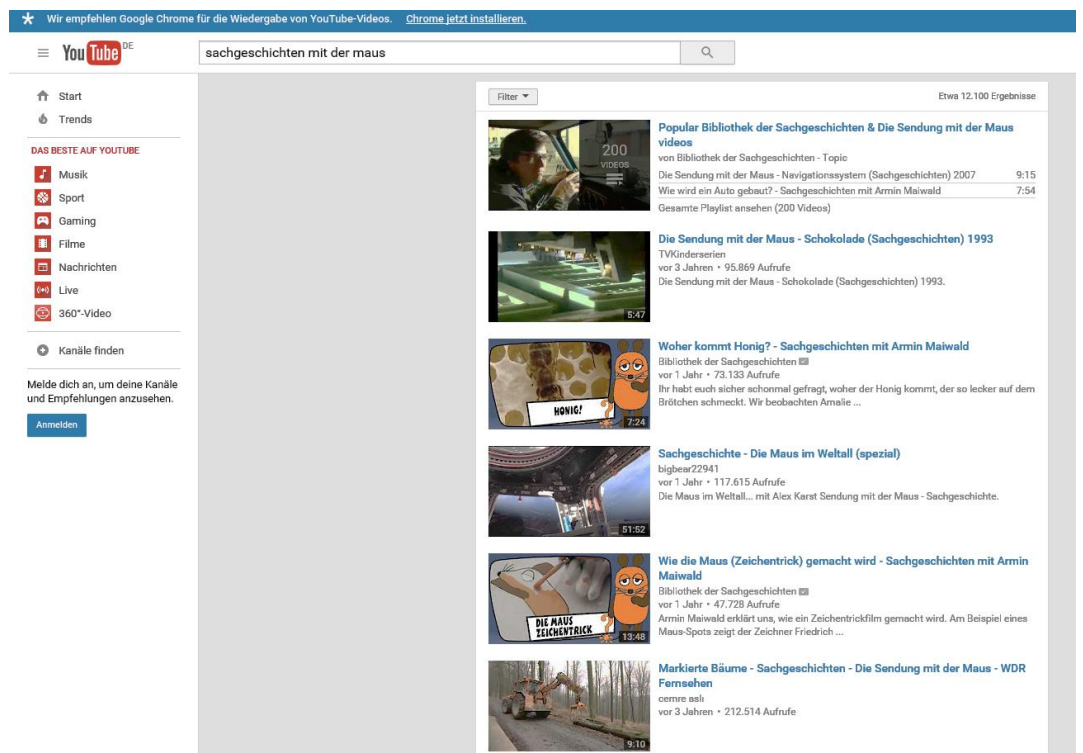 Wir empfehlen Google Chrome für die Wiedergabe von YouTube-Videos. Chrome jetzt installieren.
YouTube DE
sachgeschichten mit der maus
Start
Trends
DAS BESTE AUF YOUTUBE
Musik
Sport
Gaming
Filme
Nachrichten
Live
360°-Video
Kanäle finden
Melde dich an, um deine Kanäle
und Empfehlungen anzusehen.
Anmelden
Filter
Etwa 12.100 Ergebnisse
200
VIDEOS
Popular Bibliothek der Sachgeschichten & Die Sendung mit der Maus
videos
von Bibliothek der Sachgeschichten - Topic
Die Sendung mit der Maus - Navigationssystem (Sachgeschichten) 2007 9:15
Wie wird ein Auto gebaut? - Sachgeschichten mit Armin Maiwald 7:54
Gesamte Playlist ansehen (200 Videos)
5:47
Die Sendung mit der Maus - Schokolade (Sachgeschichten) 1993
TVKinderserien
vor 3 Jahren • 95.869 Aufrufe
Die Sendung mit der Maus - Schokolade (Sachgeschichten) 1993.
HONIG!
7:24
Woher kommt Honig? - Sachgeschichten mit Armin Maiwald
Bibliothek der Sachgeschichten
vor 1 Jahr • 73.133 Aufrufe
Ihr habt euch sicher schonmal gefragt, woher der Honig kommt, der so lecker auf dem
Brötchen schmeckt. Wir beobachten Amalie ...
51:52
Sachgeschichte - Die Maus im Weltall (spezial)
bigbear22941
vor 1 Jahr • 117.615 Aufrufe
Die Maus im Weltall... mit Alex Karst Sendung mit der Maus - Sachgeschichte.
DIE MAUS
ZEICHENTRICK
13:48
Wie die Maus (Zeichentrick) gemacht wird - Sachgeschichten mit Armin
Maiwald
Bibliothek der Sachgeschichten
vor 1 Jahr • 47.728 Aufrufe
Armin Maiwald erklärt uns, wie ein Zeichentrickfilm gemacht wird. Am Beispiel eines
Maus-Spots zeigt der Zeichner Friedrich ...
9:10
Markierte Bäume - Sachgeschichten - Die Sendung mit der Maus - WDR
Fernsehen
cemre aslı
vor 3 Jahren • 212.514 Aufrufe